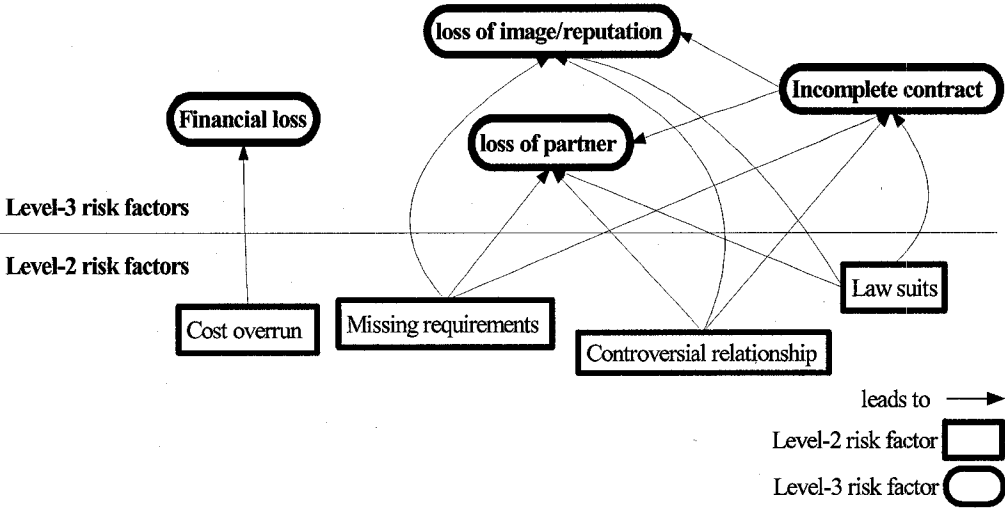 loss of image/reputation
Incomplete contract
Financial loss
loss of partner
Level-3 risk factors
Level-2 risk factors
Law suits
Cost overrun
Missing requirements
Controversial relationship
leads to
Level-2 risk factor
Level-3 risk factor